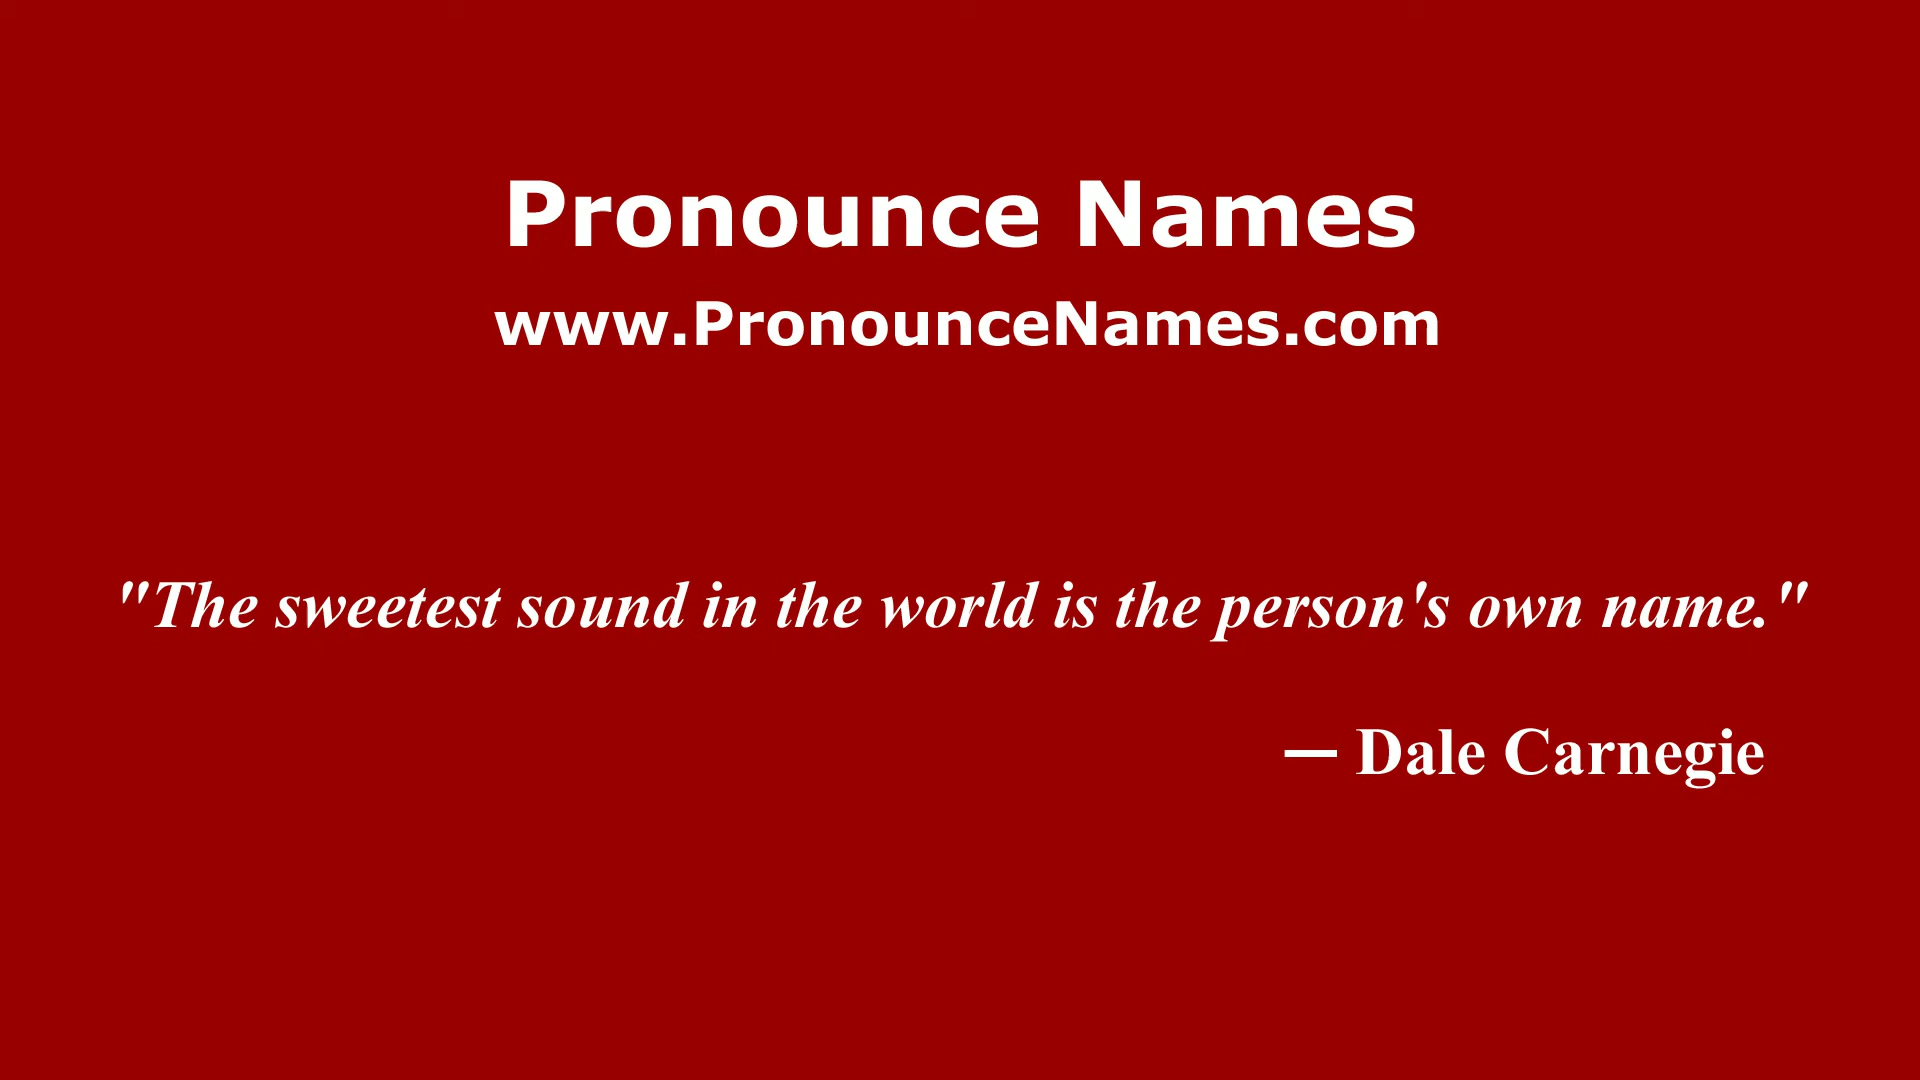 Pronounce Names
www.PronounceNames.com
"The sweetest sound in the world is the person's own name."
— Dale Carnegie